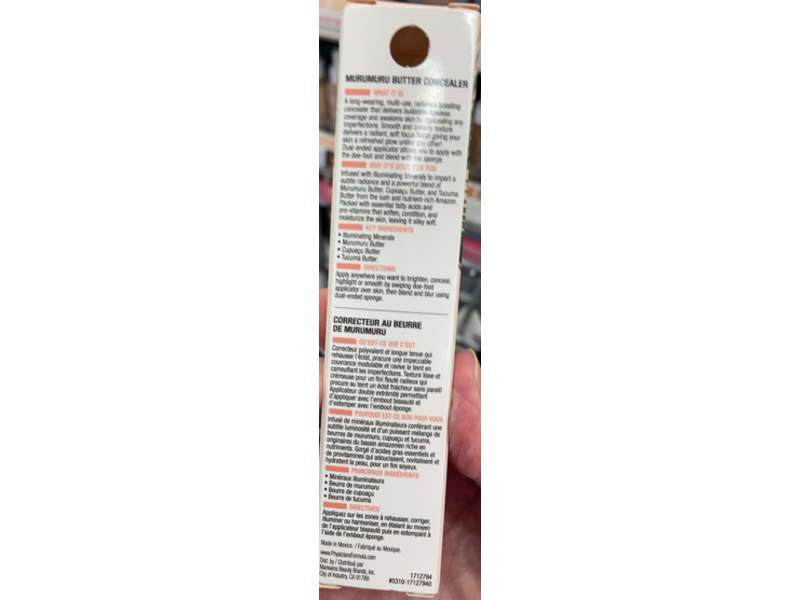 MURUMURU BUTTER CONCEALER
WHAT IT IS
A long-wearing, multi-use, radiance boosting
concealer that delivers buildable flawless
coverage and awakens skin by concealing any
imperfections. Smooth and creamy texture
delivers a radiant, soft focus finish giving your
skin a refreshed glow unlike any other!
Dual-ended applicator allows you to apply with
the doe-foot and blend with the sponge.
WHY IT'S GOOD FOR YOU
Infused with Illuminating Minerals to impart a
subtle radiance and a powerful blend of
Murumuru Butter, Cupuaçu Butter, and Tucuma
Butter from the lush and nutrient-rich Amazon.
Packed with essential fatty acids and
pro-vitamins that soften, condition, and
moisturize the skin, leaving it silky soft.
KEY INGREDIENTS
• Illuminating Minerals
• Murumuru Butter
• Cupuaçu Butter
• Tucuma Butter
DIRECTIONS
Apply anywhere you want to brighten, conceal,
highlight or smooth by swiping doe-foot
applicator over skin, then blend and blur using
dual-ended sponge.
CORRECTEUR AU BEURRE
DE MURUMURU
QU'EST-CE QUE C'EST
Correcteur polyvalent et longue tenue qui
rehausse l'éclat, procure une impeccable
couvrance modulable et ravive le teint en
camouflant les imperfections. Texture lisse et
crémeuse pour un fini flouté radieux qui
procure au teint un éclat fraicheur sans pareil!
Applicateur double extrémité permettant
d'appliquer avec l'embout biseauté et
d'estomper avec l'embout éponge.
POURQUOI EST-CE BON POUR VOUS
Infusé de minéraux illuminateurs conférant une
subtile luminosité et d'un puissant mélange de
beurres de murumuru, cupuaçu et tucuma,
originaires du bassin amazonien riche en
nutriments. Gorgé d'acides gras essentiels et
de provitamines qui adoucissent, revitalisent et
hydratent la peau, pour un fini soyeux.
PRINCIPAUX INGRÉDIENTS
• Minéraux illuminateurs
• Beurre de murumuru
• Beurre de cupuaçu
• Beurre de tucuma
DIRECTIVES
Appliquez sur les zones à rehausser, corriger,
illuminer ou harmoniser, en étalant au moyen
de l'applicateur biseauté puis en estompant à
l'aide de l'embout éponge.
Made in Mexico. / Fabriqué au Mexique.
www.PhysiciansFormula.com
Dist. by / Distribué par
Markwins Beauty Brands, Inc.
City of Industry, CA 91789.
1712794
#5310-17127940